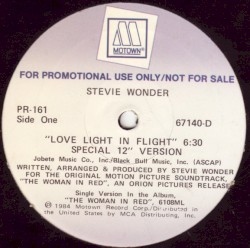 MOTOWN
FOR PROMOTIONAL USE ONLY/NOT FOR SALE
STEVIE WONDER
PR-161 67140-D
Side One
"LOVE LIGHT IN FLIGHT" 6:30
SPECIAL 12" VERSION
Jobete Music Co., Inc./Black Bull Music, Inc. (ASCAP)
WRITTEN, ARRANGED & PRODUCED BY STEVIE WONDER
FOR THE ORIGINAL MOTION PICTURE SOUNDTRACK,
"THE WOMAN IN RED", AN ORION PICTURES RELEASE
Single Version In the Album,
"THE WOMAN IN RED", 6108ML
℗ 1984 Motown Record Corp./Distributed in
the United States by MCA Distributing, Inc.